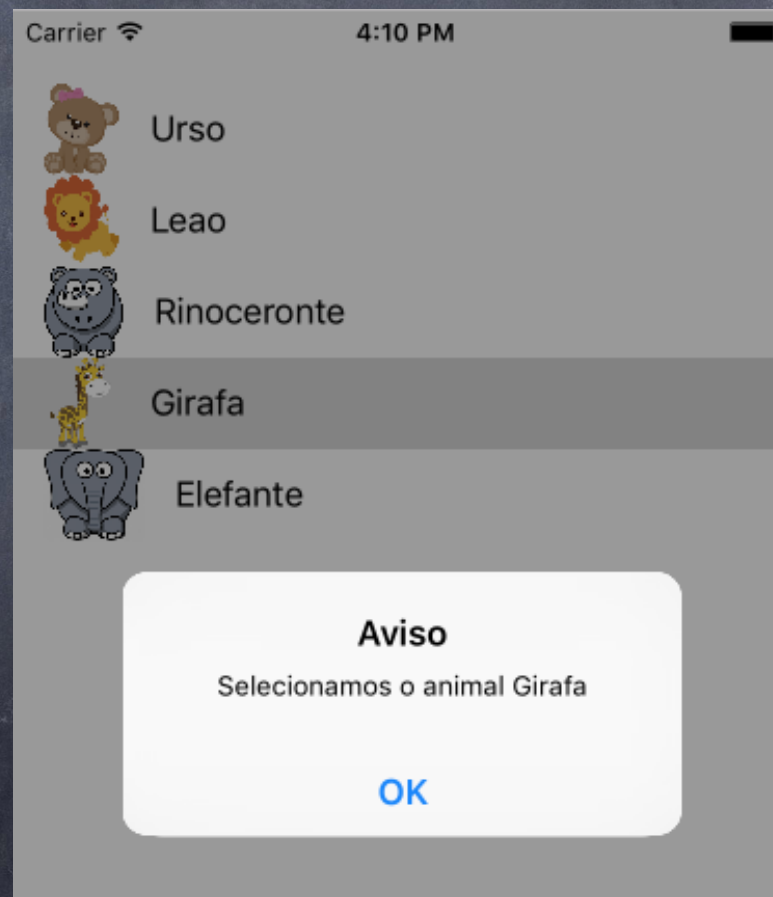 Carrier 4:10 PM
Urso
Leao
Rinoceronte
Girafa
Elefante
Aviso
Selecionamos o animal Girafa
OK